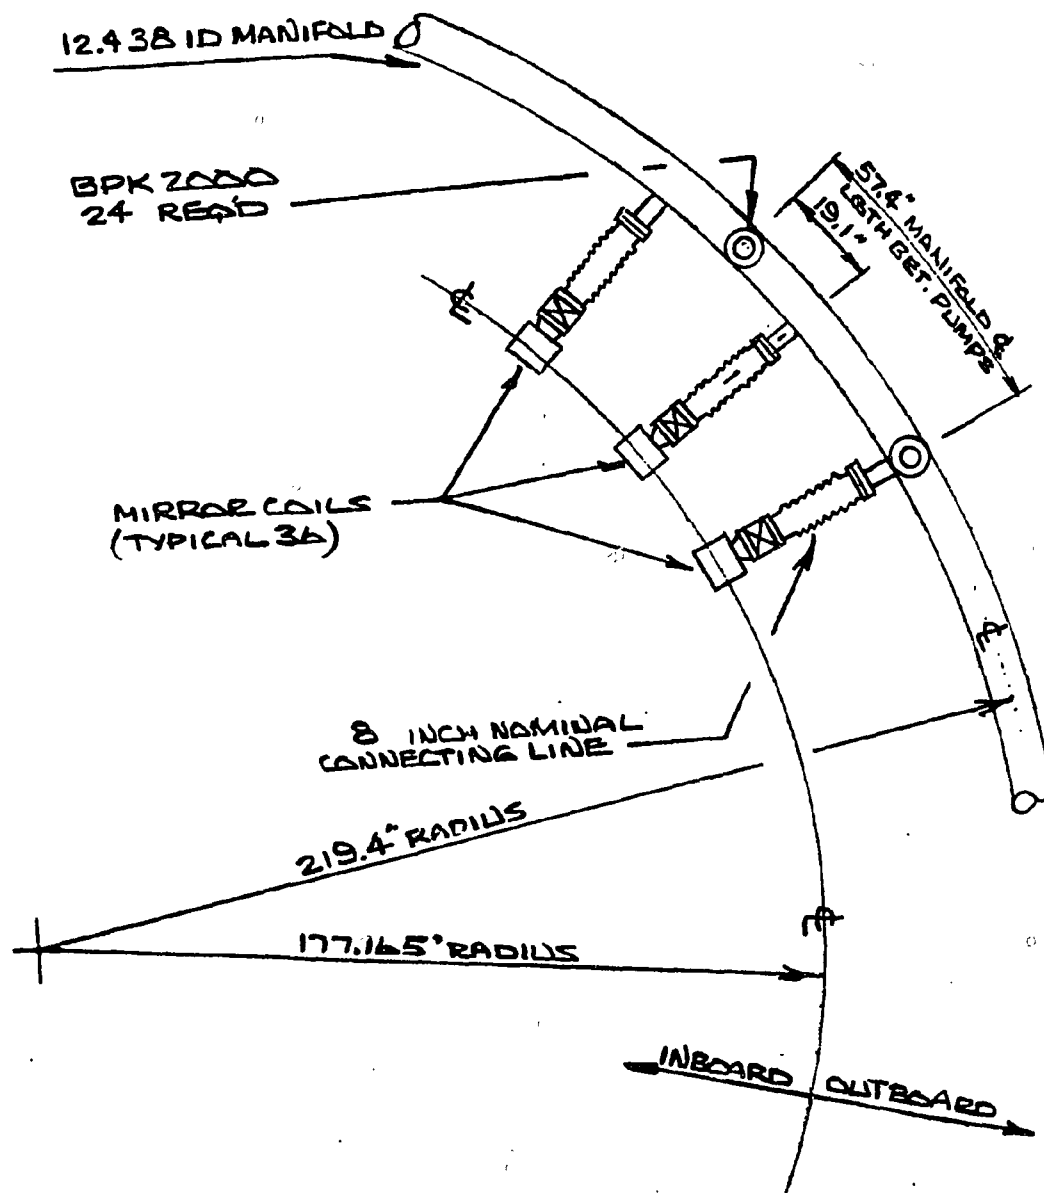 12.438 ID MANIFOLD
BPK 2000
24 REQ'D
57.4" MANIFOLD ℄
LGTH BET. PUMPS
19.1"
℄
MIRROR COILS
(TYPICAL 36)
℄
8 INCH NOMINAL
CONNECTING LINE
219.4" RADIUS
℄
177.165" RADIUS
INBOARD OUTBOARD